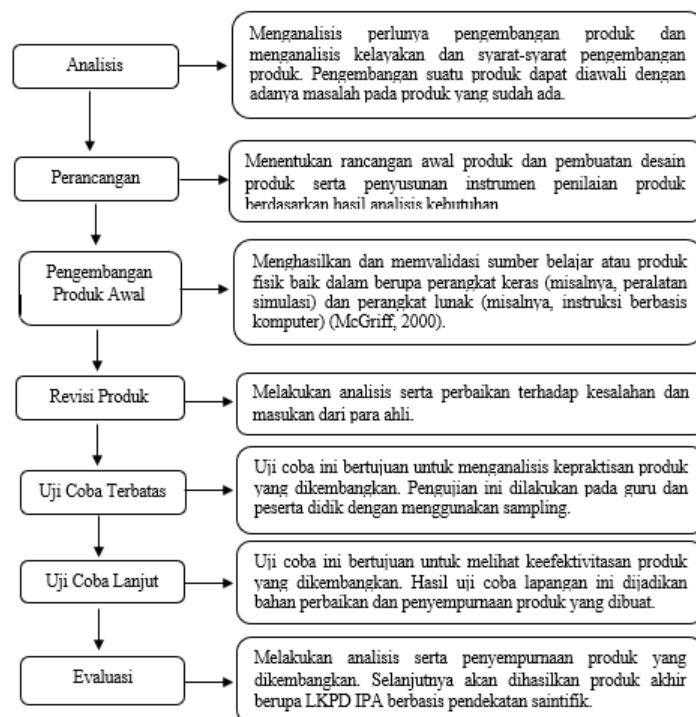 Menganalisis perlunya pengembangan produk dan
menganalisis kelayakan dan syarat-syarat pengembangan
produk. Pengembangan suatu produk dapat diawali dengan
adanya masalah pada produk yang sudah ada.
Analisis
Menentukan rancangan awal produk dan pembuatan desain
produk serta penyusunan instrumen penilaian produk
berdasarkan hasil analisis kebutuhan.
Perancangan
Menghasilkan dan memvalidasi sumber belajar atau produk
fisik baik dalam berupa perangkat keras (misalnya, peralatan
simulasi) dan perangkat lunak (misalnya, instruksi berbasis
komputer) (McGriff, 2000).
Pengembangan
Produk Awal
Melakukan analisis serta perbaikan terhadap kesalahan dan
masukan dari para ahli.
Revisi Produk
Uji coba ini bertujuan untuk menganalisis kepraktisan produk
yang dikembangkan. Pengujian ini dilakukan pada guru dan
peserta didik dengan menggunakan sampling.
Uji Coba Terbatas
Uji coba ini bertujuan untuk melihat keefektivitasan produk
yang dikembangkan. Hasil uji coba lapangan ini dijadikan
bahan perbaikan dan penyempurnaan produk yang dibuat.
Uji Coba Lanjut
Melakukan analisis serta penyempurnaan produk yang
dikembangkan. Selanjutnya akan dihasilkan produk akhir
berupa LKPD IPA berbasis pendekatan saintifik.
Evaluasi